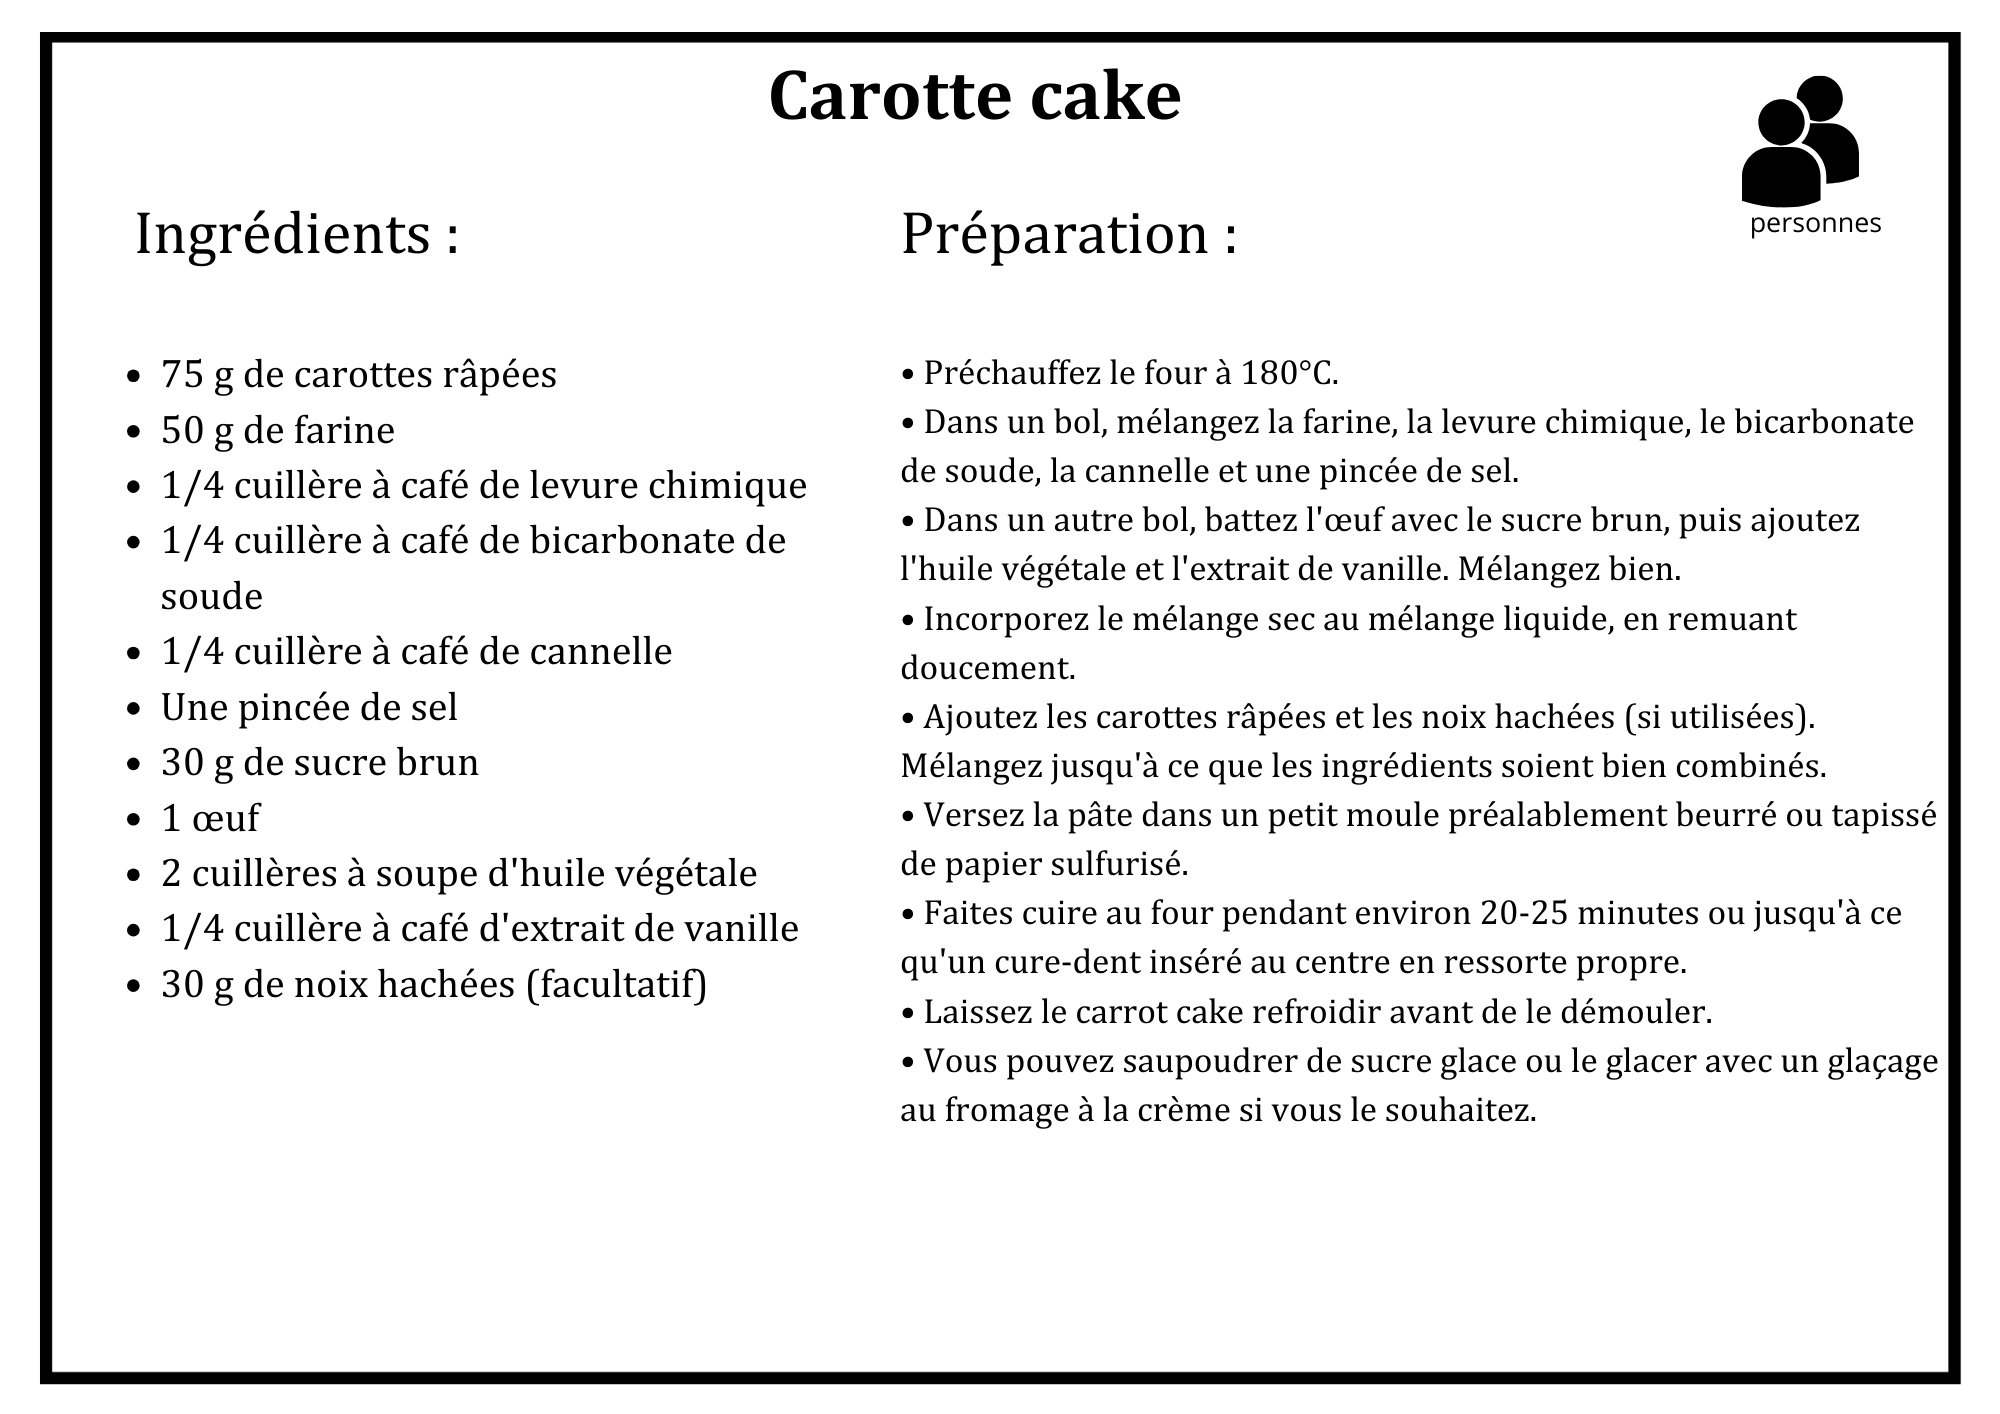 Carotte cake
personnes
Ingrédients :
• 75 g de carottes râpées
• 50 g de farine
• 1/4 cuillère à café de levure chimique
• 1/4 cuillère à café de bicarbonate de
soude
• 1/4 cuillère à café de cannelle
• Une pincée de sel
• 30 g de sucre brun
• 1 œuf
• 2 cuillères à soupe d'huile végétale
• 1/4 cuillère à café d'extrait de vanille
• 30 g de noix hachées (facultatif)
Préparation :
• Préchauffez le four à 180°C.
• Dans un bol, mélangez la farine, la levure chimique, le bicarbonate
de soude, la cannelle et une pincée de sel.
• Dans un autre bol, battez l'œuf avec le sucre brun, puis ajoutez
l'huile végétale et l'extrait de vanille. Mélangez bien.
• Incorporez le mélange sec au mélange liquide, en remuant
doucement.
• Ajoutez les carottes râpées et les noix hachées (si utilisées).
Mélangez jusqu'à ce que les ingrédients soient bien combinés.
• Versez la pâte dans un petit moule préalablement beurré ou tapissé
de papier sulfurisé.
• Faites cuire au four pendant environ 20-25 minutes ou jusqu'à ce
qu'un cure-dent inséré au centre en ressorte propre.
• Laissez le carrot cake refroidir avant de le démouler.
• Vous pouvez saupoudrer de sucre glace ou le glacer avec un glaçage
au fromage à la crème si vous le souhaitez.